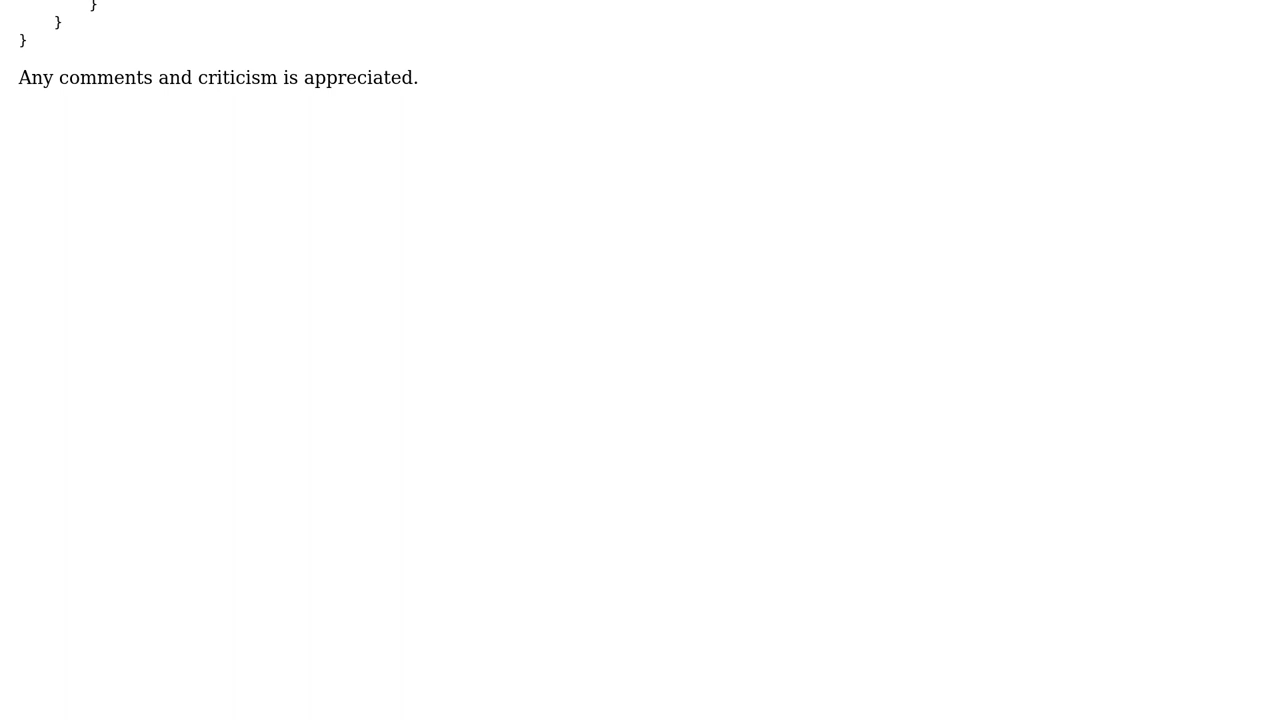 }
}
}
Any comments and criticism is appreciated.